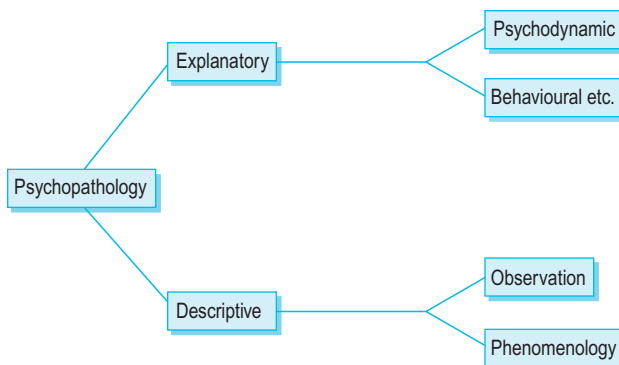 Psychodynamic
Explanatory
Behavioural etc.
Psychopathology
Observation
Descriptive
Phenomenology